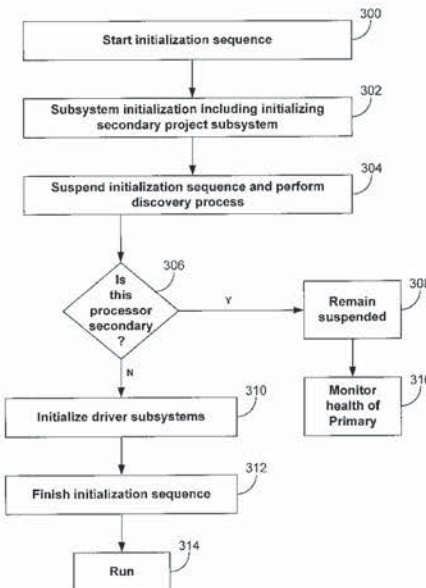 300
Start initialization sequence
302
Subsystem initialization including initializing
secondary project subsystem
304
Suspend initialization sequence and perform
discovery process
306
Is
this
processor
secondary
?
Y
308
Remain
suspended
N
Monitor
health of
Primary
310
Initialize driver subsystems
312
Finish initialization sequence
314
Run